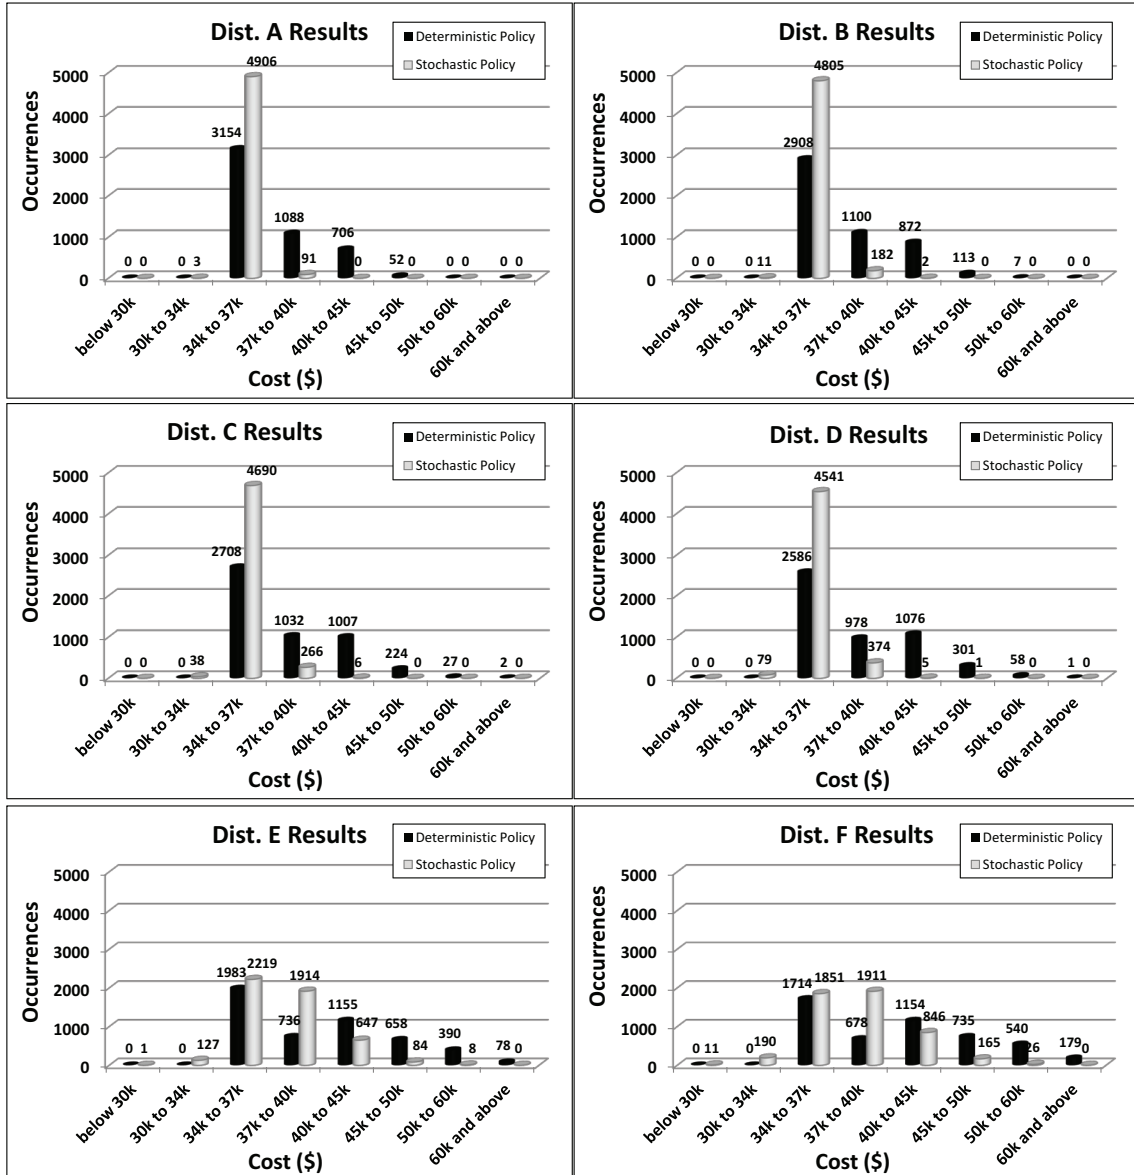 Dist. A Results
Deterministic Policy
Stochastic Policy
Occurrences
5000
4000
3000
2000
1000
0
0 0
0 3
3154 4906
1088 91
706 0
52 0
0 0
0 0
below 30k
30k to 34k
34k to 37k
37k to 40k
40k to 45k
45k to 50k
50k to 60k
60k and above
Cost ($)
Dist. B Results
Deterministic Policy
Stochastic Policy
Occurrences
5000
4000
3000
2000
1000
0
0 0
0 11
2908 4805
1100 182
872 2
113 0
7 0
0 0
below 30k
30k to 34k
34k to 37k
37k to 40k
40k to 45k
45k to 50k
50k to 60k
60k and above
Cost ($)
Dist. C Results
Deterministic Policy
Stochastic Policy
Occurrences
5000
4000
3000
2000
1000
0
0 0
0 38
2708 4690
1032 266
1007 6
224 0
27 0
2 0
below 30k
30k to 34k
34k to 37k
37k to 40k
40k to 45k
45k to 50k
50k to 60k
60k and above
Cost ($)
Dist. D Results
Deterministic Policy
Stochastic Policy
Occurrences
5000
4000
3000
2000
1000
0
0 0
0 79
2586 4541
978 374
1076 5
301 1
58 0
1 0
below 30k
30k to 34k
34k to 37k
37k to 40k
40k to 45k
45k to 50k
50k to 60k
60k and above
Cost ($)
Dist. E Results
Deterministic Policy
Stochastic Policy
Occurrences
5000
4000
3000
2000
1000
0
0 1
0 127
1983 2219
736 1914
1155 647
658 84
390 8
78 0
below 30k
30k to 34k
34k to 37k
37k to 40k
40k to 45k
45k to 50k
50k to 60k
60k and above
Cost ($)
Dist. F Results
Deterministic Policy
Stochastic Policy
Occurrences
5000
4000
3000
2000
1000
0
0 11
0 190
1714 1851
678 1911
1154 846
735 165
540 26
179 0
below 30k
30k to 34k
34k to 37k
37k to 40k
40k to 45k
45k to 50k
50k to 60k
60k and above
Cost ($)